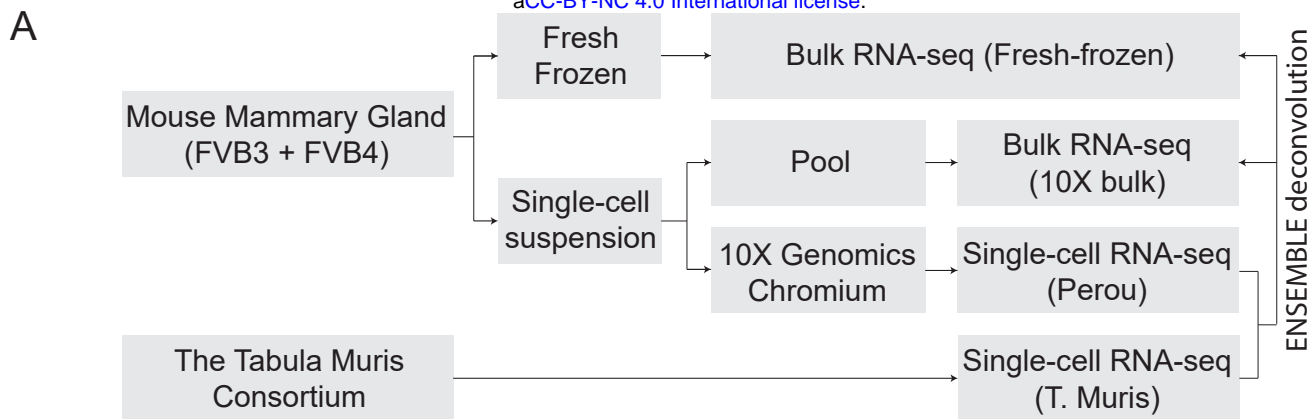 aCC-BY-NC 4.0 International license.
A
Fresh
Frozen
Bulk RNA-seq (Fresh-frozen)
Mouse Mammary Gland
(FVB3 + FVB4)
Pool
Bulk RNA-seq
(10X bulk)
Single-cell
suspension
10X Genomics
Chromium
Single-cell RNA-seq
(Perou)
The Tabula Muris
Consortium
Single-cell RNA-seq
(T. Muris)
ENSEMBLE deconvolution